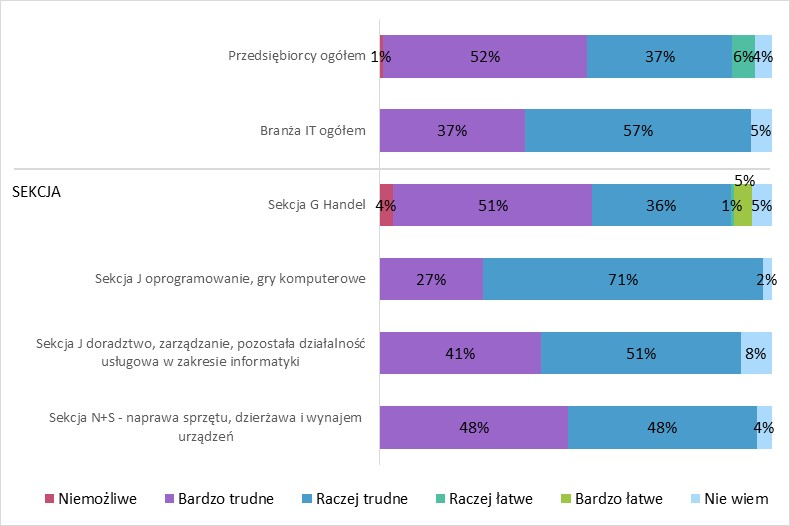 Przedsiębiorcy ogółem 1% 52% 37% 6% 4%
Branża IT ogółem 37% 57% 5%
SEKCJA
5%
Sekcja G Handel 4% 51% 36% 1% 5%
Sekcja J oprogramowanie, gry komputerowe 27% 71% 2%
Sekcja J doradztwo, zarządzanie, pozostała działalność
usługowa w zakresie informatyki
41% 51% 8%
Sekcja N+S - naprawa sprzętu, dzierżawa i wynajem
urządzeń
48% 48% 4%
Niemożliwe Bardzo trudne Raczej trudne Raczej łatwe Bardzo łatwe Nie wiem